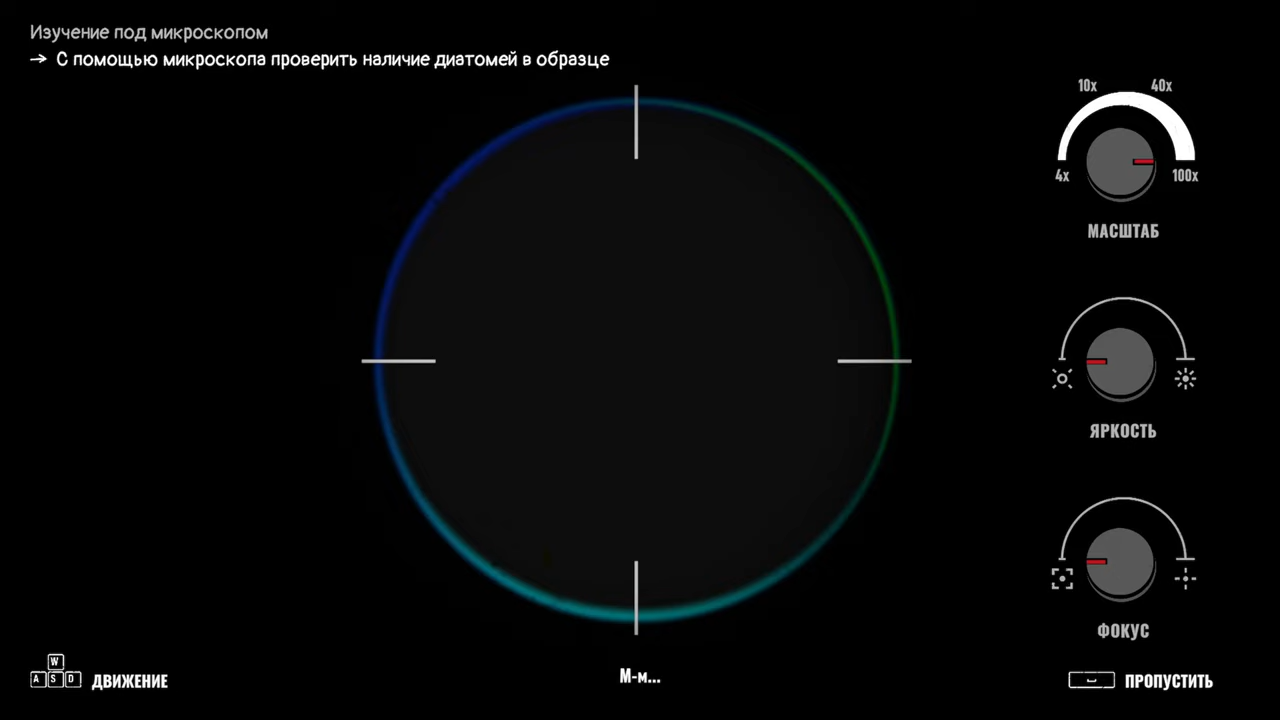 Изучение под микроскопом
→ С помощью микроскопа проверить наличие диатомей в образце
10x 40x
4x 100x
МАСШТАБ
ЯРКОСТЬ
ФОКУС
W
A S D ДВИЖЕНИЕ
М-м...
ПРОПУСТИТЬ